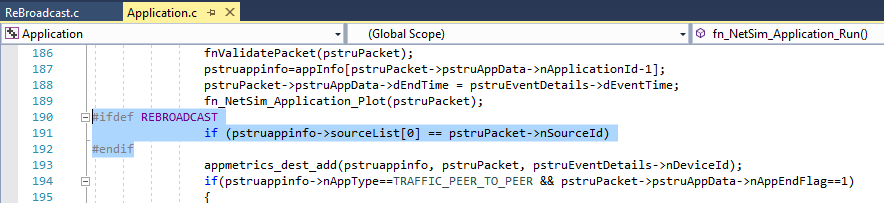 ReBroadcast.c Application.c
Application (Global Scope) fn_NetSim_Application_Run()
186 fnValidatePacket(pstruPacket);
187 pstruappinfo=appInfo[pstruPacket->pstruAppData->nApplicationId-1];
188 pstruPacket->pstruAppData->dEndTime = pstruEventDetails->dEventTime;
189 fn_NetSim_Application_Plot(pstruPacket);
190 #ifdef REBROADCAST
191 if (pstruappinfo->sourceList[0] == pstruPacket->nSourceId)
192 #endif
193 appmetrics_dest_add(pstruappinfo, pstruPacket, pstruEventDetails->nDeviceId);
194 if(pstruappinfo->nAppType==TRAFFIC_PEER_TO_PEER && pstruPacket->pstruAppData->nAppEndFlag==1)
195 {